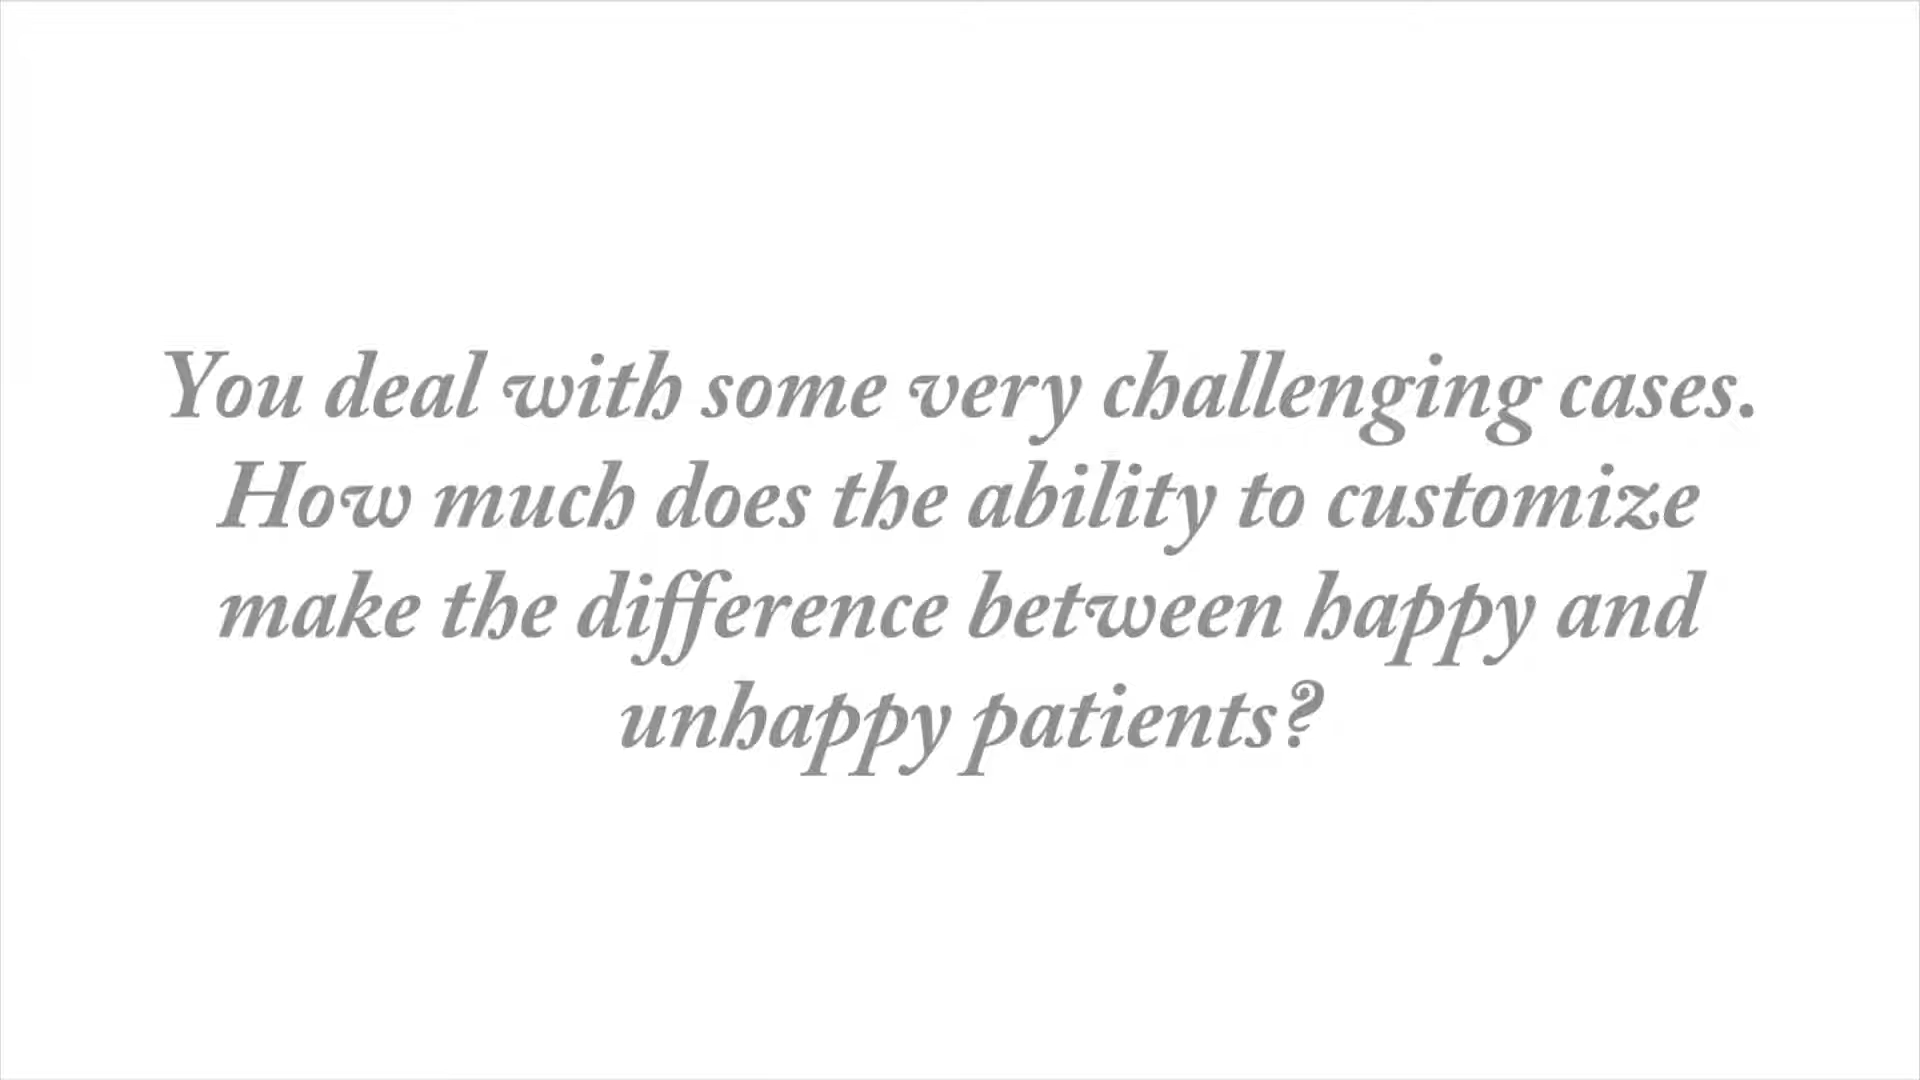 You deal with some very challenging cases.
How much does the ability to customize
make the difference between happy and
unhappy patients?